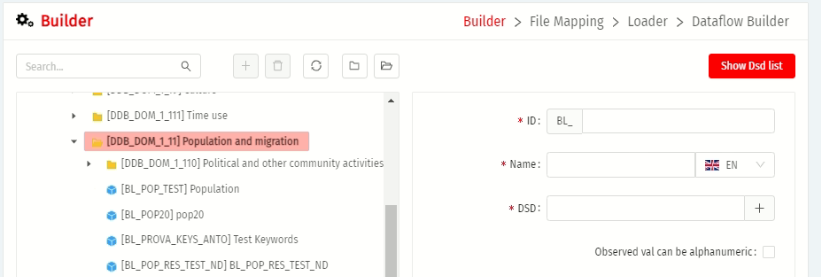 Builder
Builder > File Mapping > Loader > Dataflow Builder
Search...
Show Dsd list
[DDB_DOM_1_111] Time use
[DDB_DOM_1_11] Population and migration
[DDB_DOM_1_110] Political and other community activities
[BL_POP_TEST] Population
[BL_POP20] pop20
[BL_PROVA_KEYS_ANTO] Test Keywords
[BL_POP_RES_TEST_ND] BL_POP_RES_TEST_ND
* ID: BL_
* Name: EN
* DSD: +
Observed val can be alphanumeric: